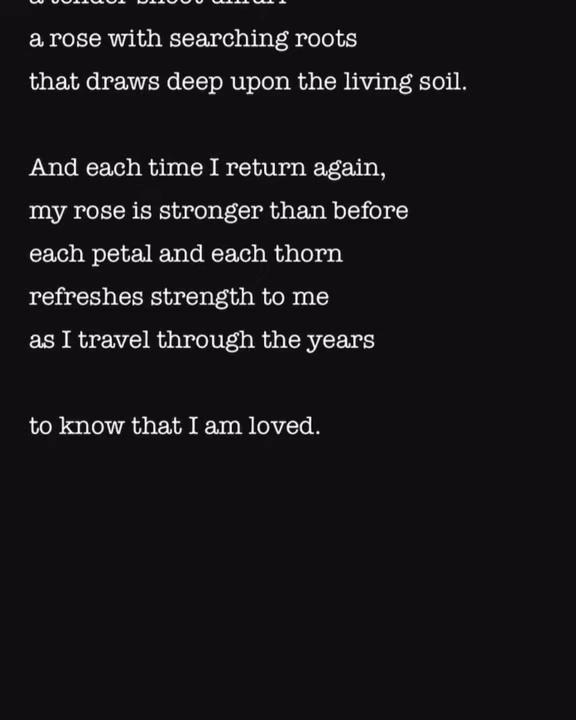 a rose with searching roots
that draws deep upon the living soil.
And each time I return again,
my rose is stronger than before
each petal and each thorn
refreshes strength to me
as I travel through the years
to know that I am loved.